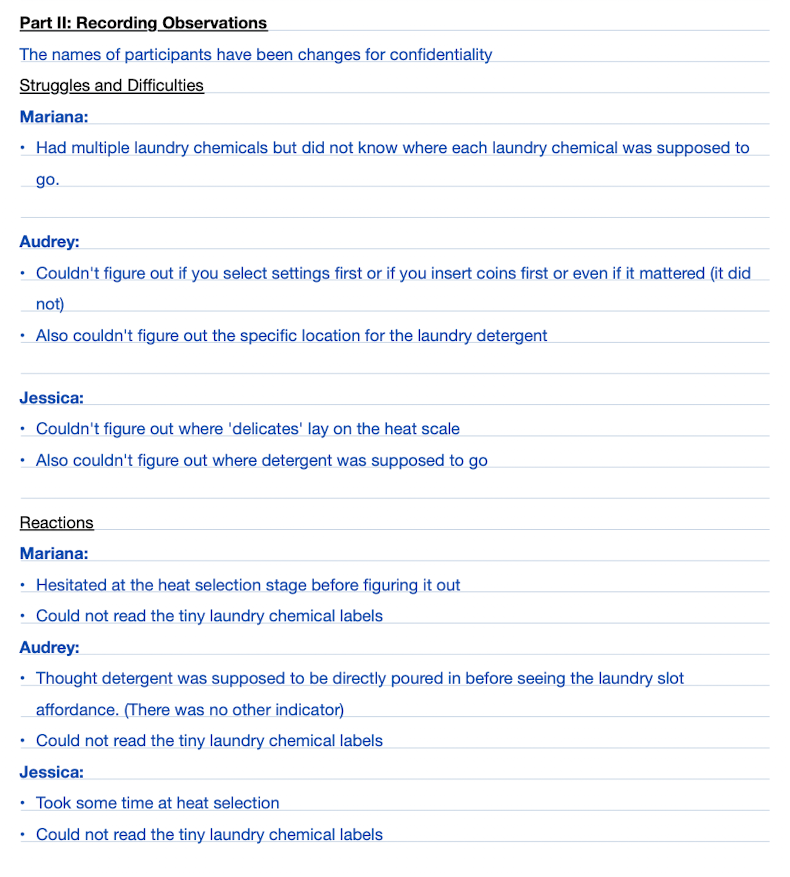 Part II: Recording Observations
The names of participants have been changes for confidentiality
Struggles and Difficulties
Mariana:
• Had multiple laundry chemicals but did not know where each laundry chemical was supposed to
go.
Audrey:
• Couldn't figure out if you select settings first or if you insert coins first or even if it mattered (it did
not)
• Also couldn't figure out the specific location for the laundry detergent
Jessica:
• Couldn't figure out where 'delicates' lay on the heat scale
• Also couldn't figure out where detergent was supposed to go
Reactions
Mariana:
• Hesitated at the heat selection stage before figuring it out
• Could not read the tiny laundry chemical labels
Audrey:
• Thought detergent was supposed to be directly poured in before seeing the laundry slot
affordance. (There was no other indicator)
• Could not read the tiny laundry chemical labels
Jessica:
• Took some time at heat selection
• Could not read the tiny laundry chemical labels